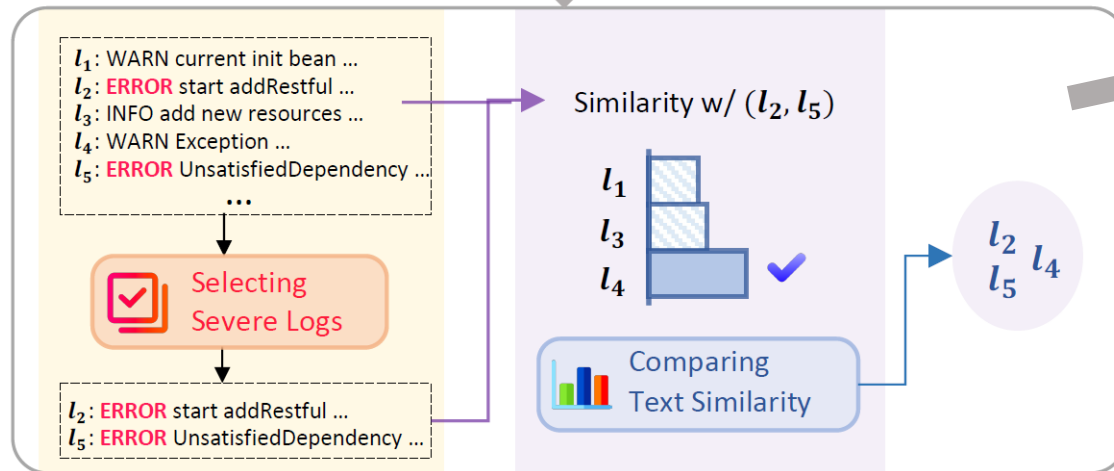 l₁: WARN current init bean ...
l₂: ERROR start addRestful ...
l₃: INFO add new resources ...
l₄: WARN Exception ...
l₅: ERROR UnsatisfiedDependency ...
...
Selecting
Severe Logs
l₂: ERROR start addRestful ...
l₅: ERROR UnsatisfiedDependency ...
Similarity w/ (l₂, l₅)
l₁
l₃
l₄
Comparing
Text Similarity
l₂ l₄
l₅